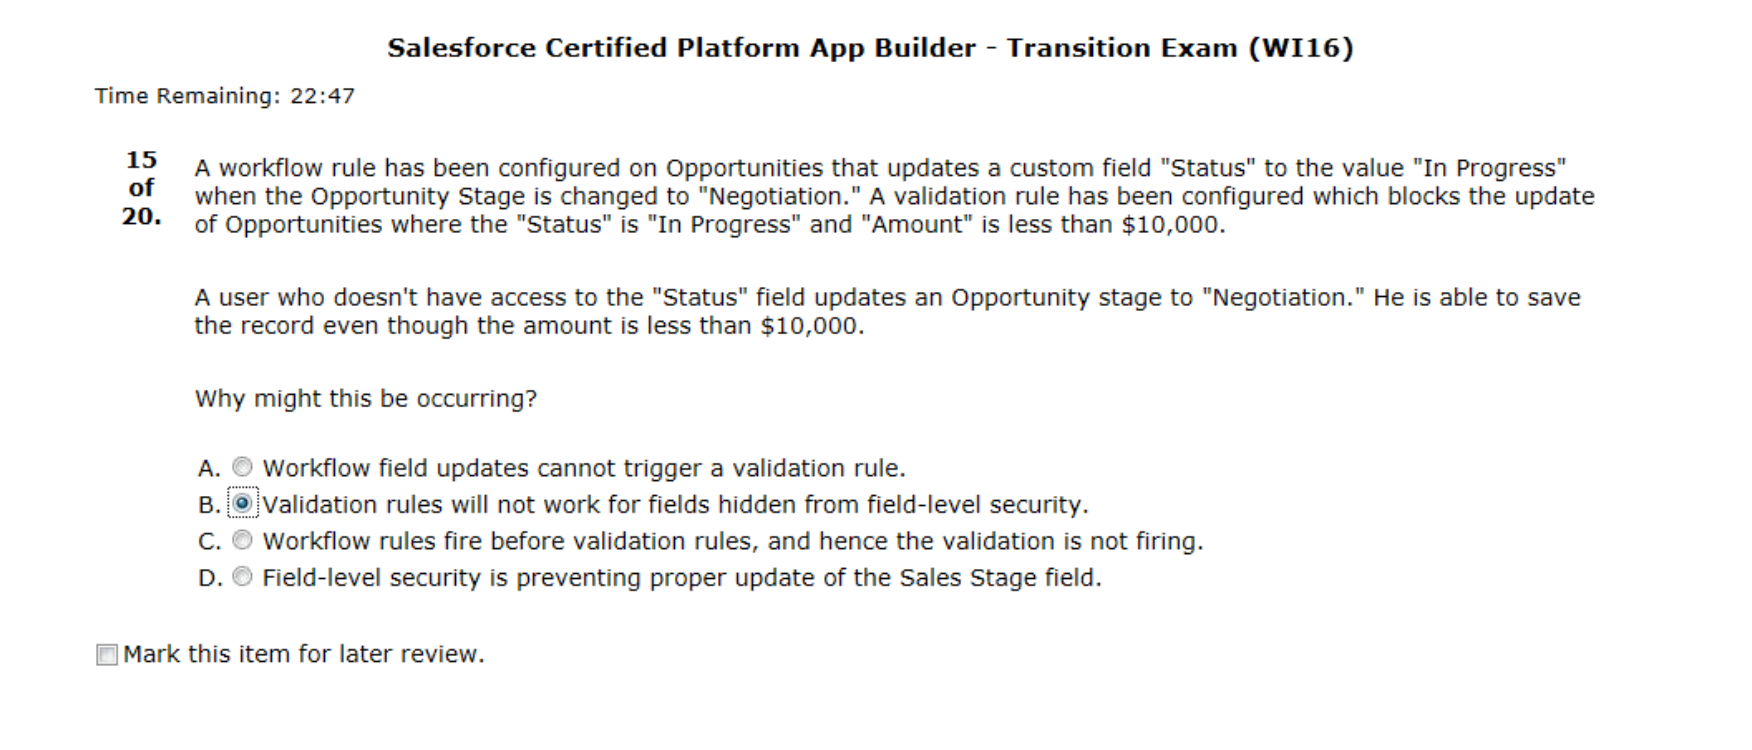 Salesforce Certified Platform App Builder - Transition Exam (WI16)
Time Remaining: 22:47
15
of
20.
A workflow rule has been configured on Opportunities that updates a custom field "Status" to the value "In Progress"
when the Opportunity Stage is changed to "Negotiation." A validation rule has been configured which blocks the update
of Opportunities where the "Status" is "In Progress" and "Amount" is less than $10,000.
A user who doesn't have access to the "Status" field updates an Opportunity stage to "Negotiation." He is able to save
the record even though the amount is less than $10,000.
Why might this be occurring?
A. Workflow field updates cannot trigger a validation rule.
B. Validation rules will not work for fields hidden from field-level security.
C. Workflow rules fire before validation rules, and hence the validation is not firing.
D. Field-level security is preventing proper update of the Sales Stage field.
Mark this item for later review.